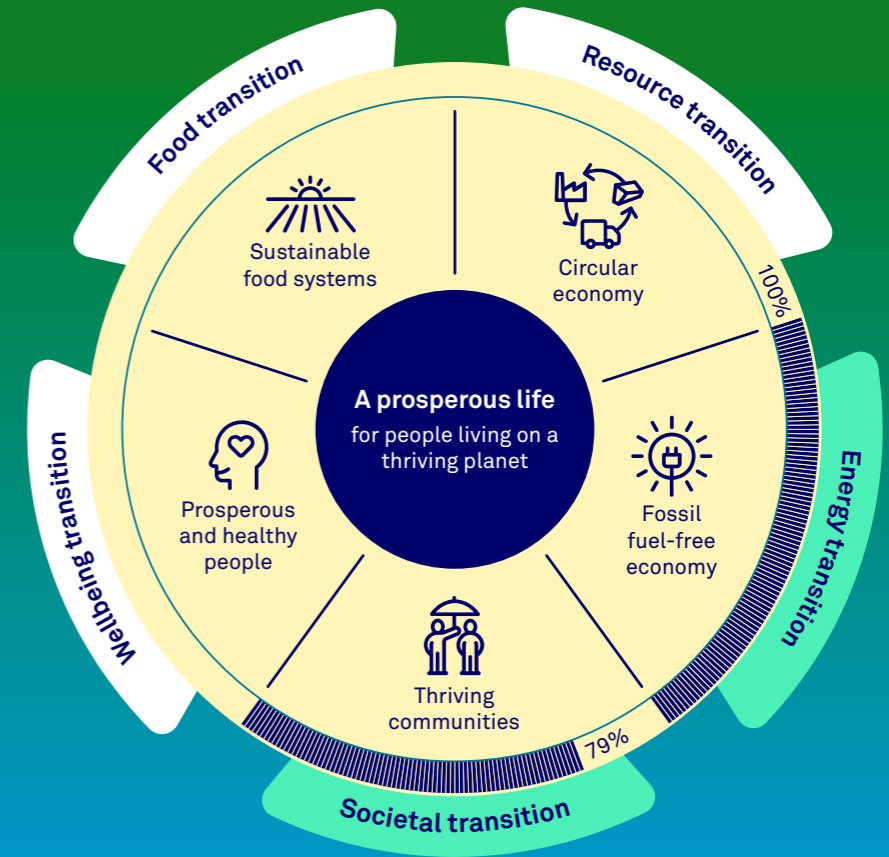 Food transition
Resource transition
Sustainable
food systems
Circular
economy
100%
A prosperous life
for people living on a
thriving planet
Prosperous
and healthy
people
Fossil
fuel-free
economy
Wellbeing transition
Energy transition
Thriving
communities
79%
Societal transition